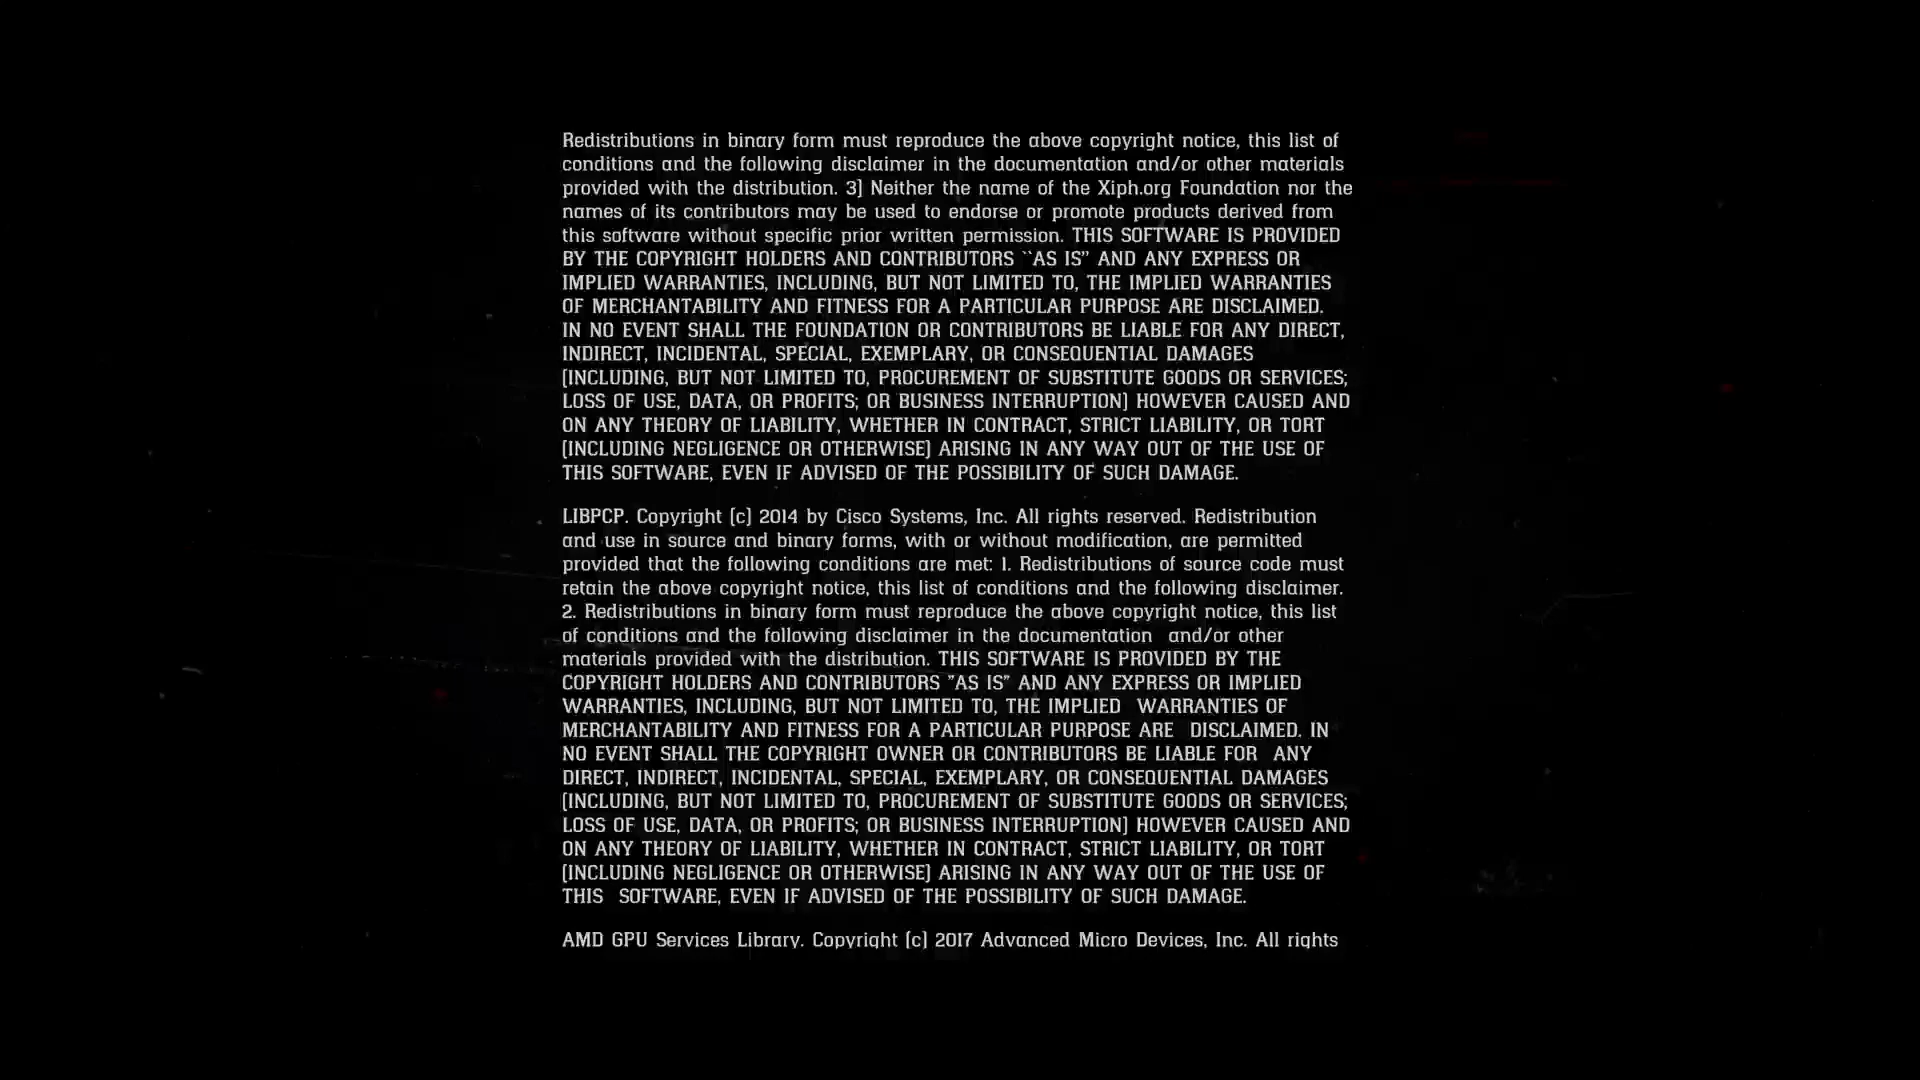 Redistributions in binary form must reproduce the above copyright notice, this list of
conditions and the following disclaimer in the documentation and/or other materials
provided with the distribution. 3) Neither the name of the Xiph.org Foundation nor the
names of its contributors may be used to endorse or promote products derived from
this software without specific prior written permission. THIS SOFTWARE IS PROVIDED
BY THE COPYRIGHT HOLDERS AND CONTRIBUTORS ``AS IS'' AND ANY EXPRESS OR
IMPLIED WARRANTIES, INCLUDING, BUT NOT LIMITED TO, THE IMPLIED WARRANTIES
OF MERCHANTABILITY AND FITNESS FOR A PARTICULAR PURPOSE ARE DISCLAIMED.
IN NO EVENT SHALL THE FOUNDATION OR CONTRIBUTORS BE LIABLE FOR ANY DIRECT,
INDIRECT, INCIDENTAL, SPECIAL, EXEMPLARY, OR CONSEQUENTIAL DAMAGES
(INCLUDING, BUT NOT LIMITED TO, PROCUREMENT OF SUBSTITUTE GOODS OR SERVICES;
LOSS OF USE, DATA, OR PROFITS; OR BUSINESS INTERRUPTION) HOWEVER CAUSED AND
ON ANY THEORY OF LIABILITY, WHETHER IN CONTRACT, STRICT LIABILITY, OR TORT
(INCLUDING NEGLIGENCE OR OTHERWISE) ARISING IN ANY WAY OUT OF THE USE OF
THIS SOFTWARE, EVEN IF ADVISED OF THE POSSIBILITY OF SUCH DAMAGE.
LIBPCP. Copyright (c) 2014 by Cisco Systems, Inc. All rights reserved. Redistribution
and use in source and binary forms, with or without modification, are permitted
provided that the following conditions are met: 1. Redistributions of source code must
retain the above copyright notice, this list of conditions and the following disclaimer.
2. Redistributions in binary form must reproduce the above copyright notice, this list
of conditions and the following disclaimer in the documentation  and/or other
materials provided with the distribution. THIS SOFTWARE IS PROVIDED BY THE
COPYRIGHT HOLDERS AND CONTRIBUTORS "AS IS" AND ANY EXPRESS OR IMPLIED
WARRANTIES, INCLUDING, BUT NOT LIMITED TO, THE IMPLIED  WARRANTIES OF
MERCHANTABILITY AND FITNESS FOR A PARTICULAR PURPOSE ARE  DISCLAIMED. IN
NO EVENT SHALL THE COPYRIGHT OWNER OR CONTRIBUTORS BE LIABLE FOR  ANY
DIRECT, INDIRECT, INCIDENTAL, SPECIAL, EXEMPLARY, OR CONSEQUENTIAL DAMAGES
(INCLUDING, BUT NOT LIMITED TO, PROCUREMENT OF SUBSTITUTE GOODS OR SERVICES;
LOSS OF USE, DATA, OR PROFITS; OR BUSINESS INTERRUPTION) HOWEVER CAUSED AND
ON ANY THEORY OF LIABILITY, WHETHER IN CONTRACT, STRICT LIABILITY, OR TORT
(INCLUDING NEGLIGENCE OR OTHERWISE) ARISING IN ANY WAY OUT OF THE USE OF
THIS  SOFTWARE, EVEN IF ADVISED OF THE POSSIBILITY OF SUCH DAMAGE.
AMD GPU Services Library. Copyright (c) 2017 Advanced Micro Devices, Inc. All rights